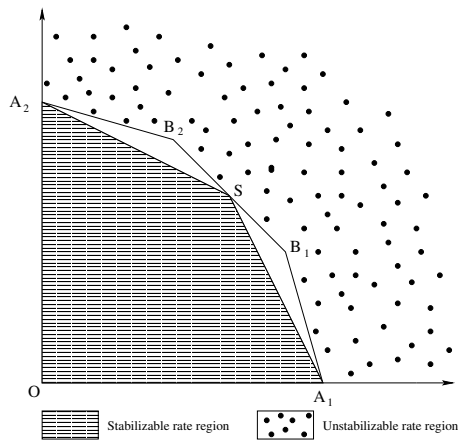 A2
B2
S
B1
O
A1
Stabilizable rate region
Unstabilizable rate region